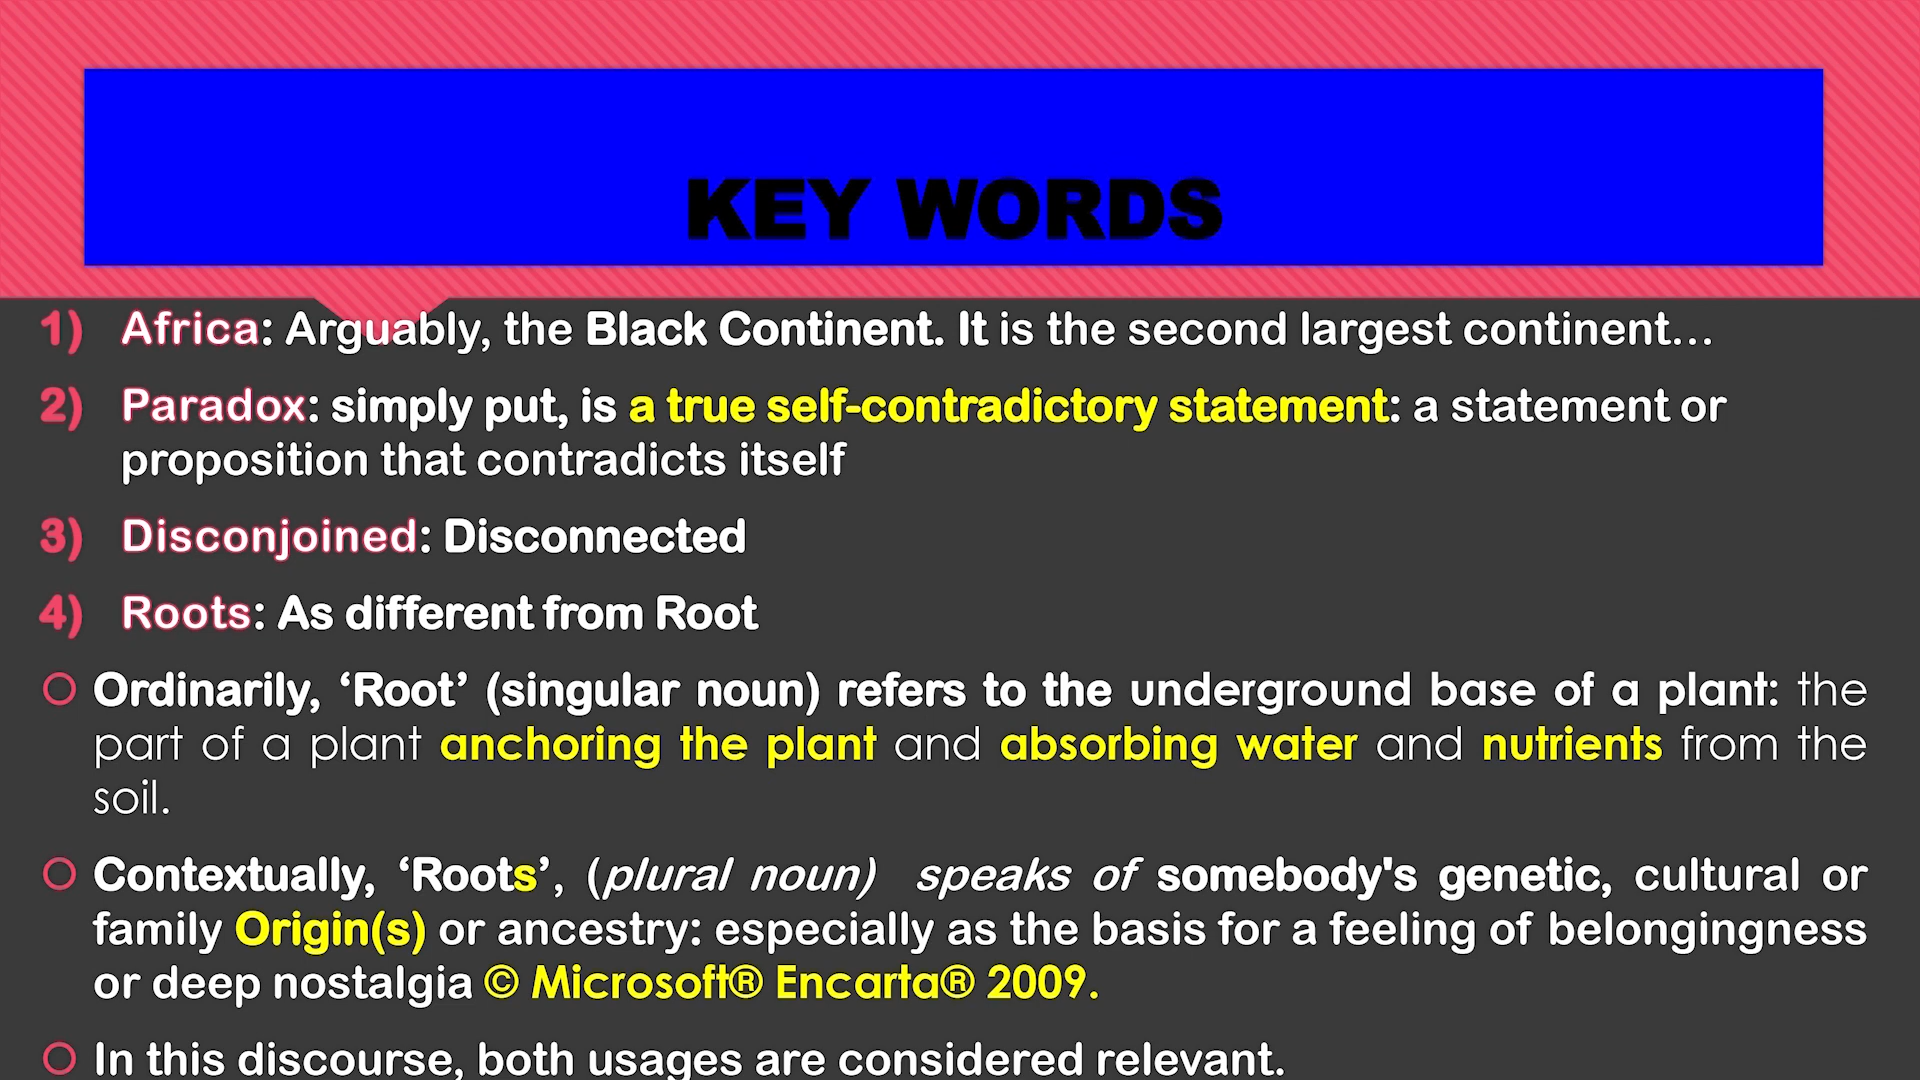 KEY WORDS
1) Africa: Arguably, the Black Continent. It is the second largest continent…
2) Paradox: simply put, is a true self-contradictory statement: a statement or
proposition that contradicts itself
3) Disconjoined: Disconnected
4) Roots: As different from Root
Ordinarily, ‘Root’ (singular noun) refers to the underground base of a plant: the
part of a plant anchoring the plant and absorbing water and nutrients from the
soil.
Contextually, ‘Roots’, (plural noun) speaks of somebody's genetic, cultural or
family Origin(s) or ancestry: especially as the basis for a feeling of belongingness
or deep nostalgia © Microsoft® Encarta® 2009.
In this discourse, both usages are considered relevant.